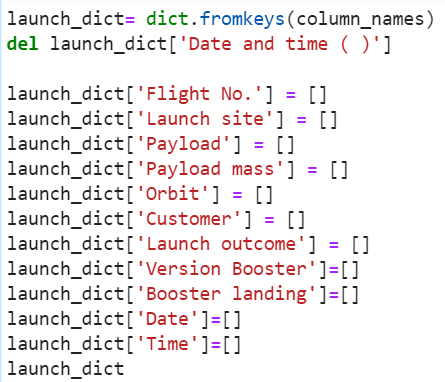 launch_dict= dict.fromkeys(column_names)
del launch_dict['Date and time ( )']
launch_dict['Flight No.'] = []
launch_dict['Launch site'] = []
launch_dict['Payload'] = []
launch_dict['Payload mass'] = []
launch_dict['Orbit'] = []
launch_dict['Customer'] = []
launch_dict['Launch outcome'] = []
launch_dict['Version Booster']=[]
launch_dict['Booster landing']=[]
launch_dict['Date']=[]
launch_dict['Time']=[]
launch_dict